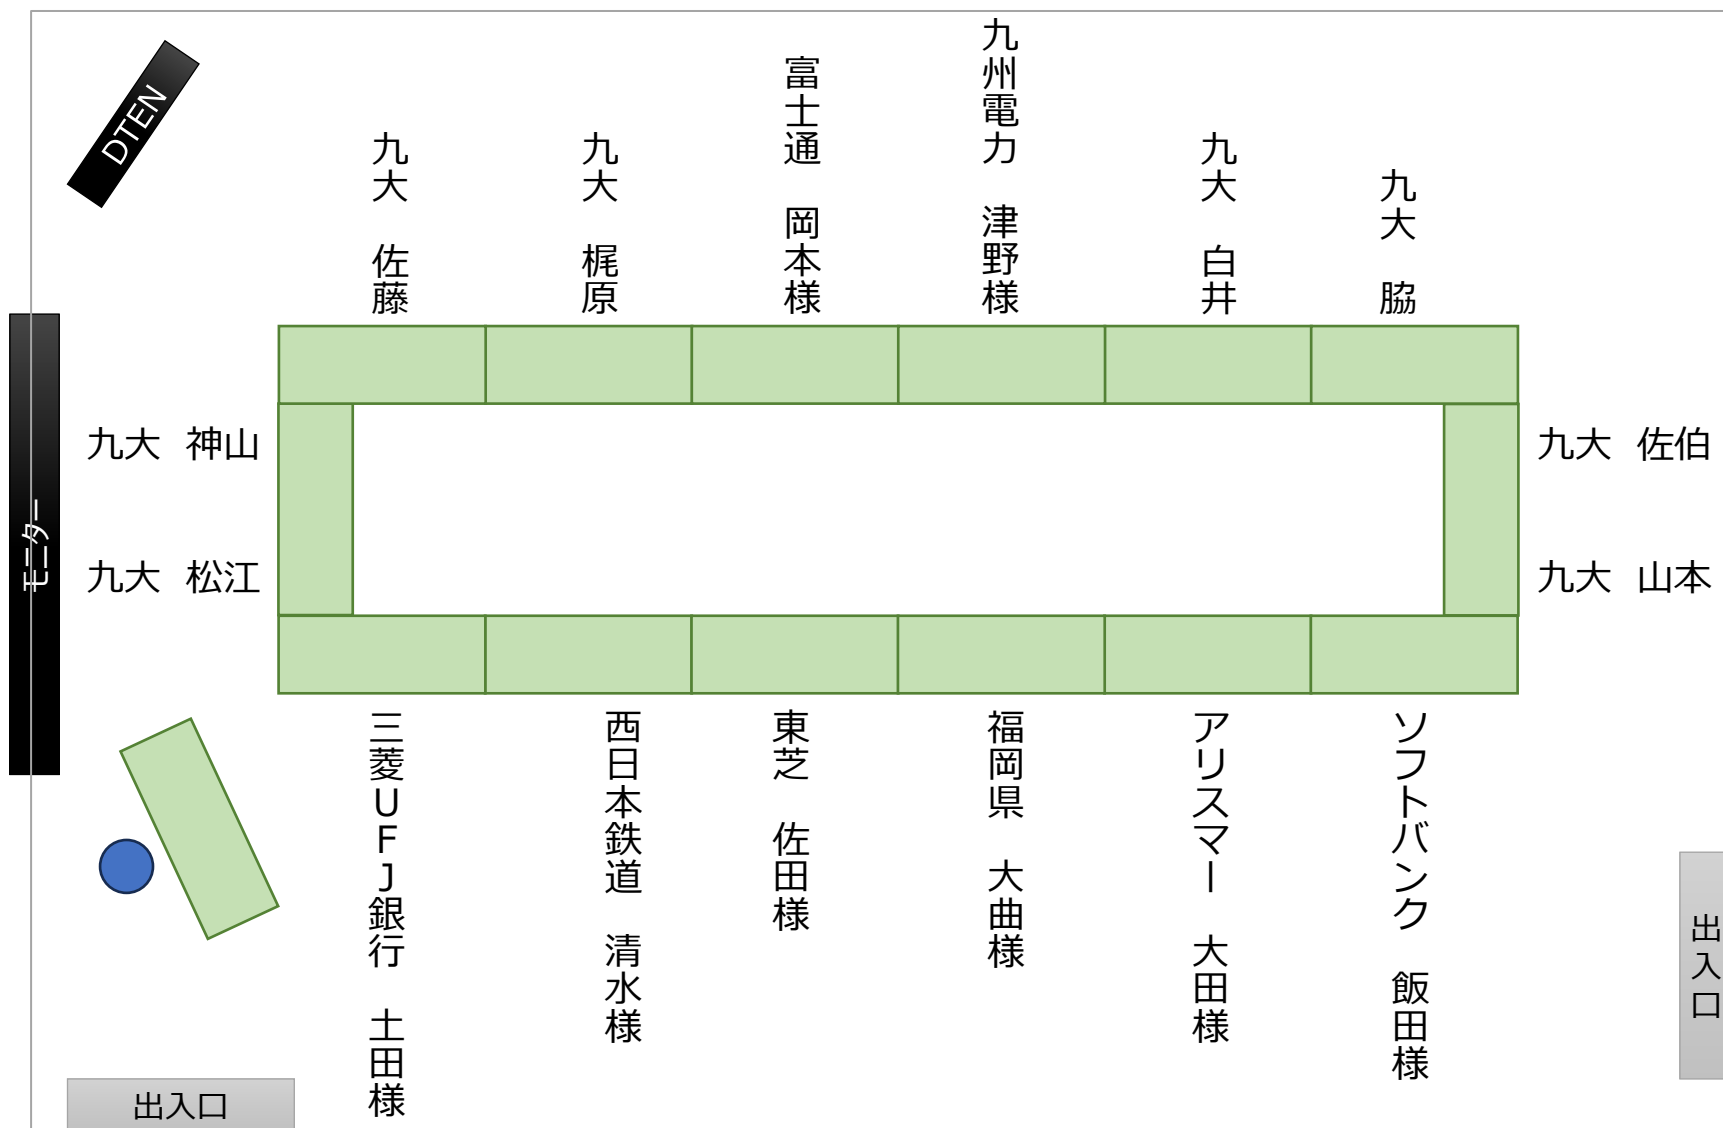 DTEN
九大　佐藤
九大　梶原
富士通　岡本様
九州電力　津野様
九大　白井
九大　脇
モニター
九大 神山
九大 松江
九大 佐伯
九大 山本
三菱ＵＦＪ銀行　土田様
西日本鉄道　清水様
東芝　佐田様
福岡県　大曲様
アリスマー　大田様
ソフトバンク　飯田様
出入口
出入口